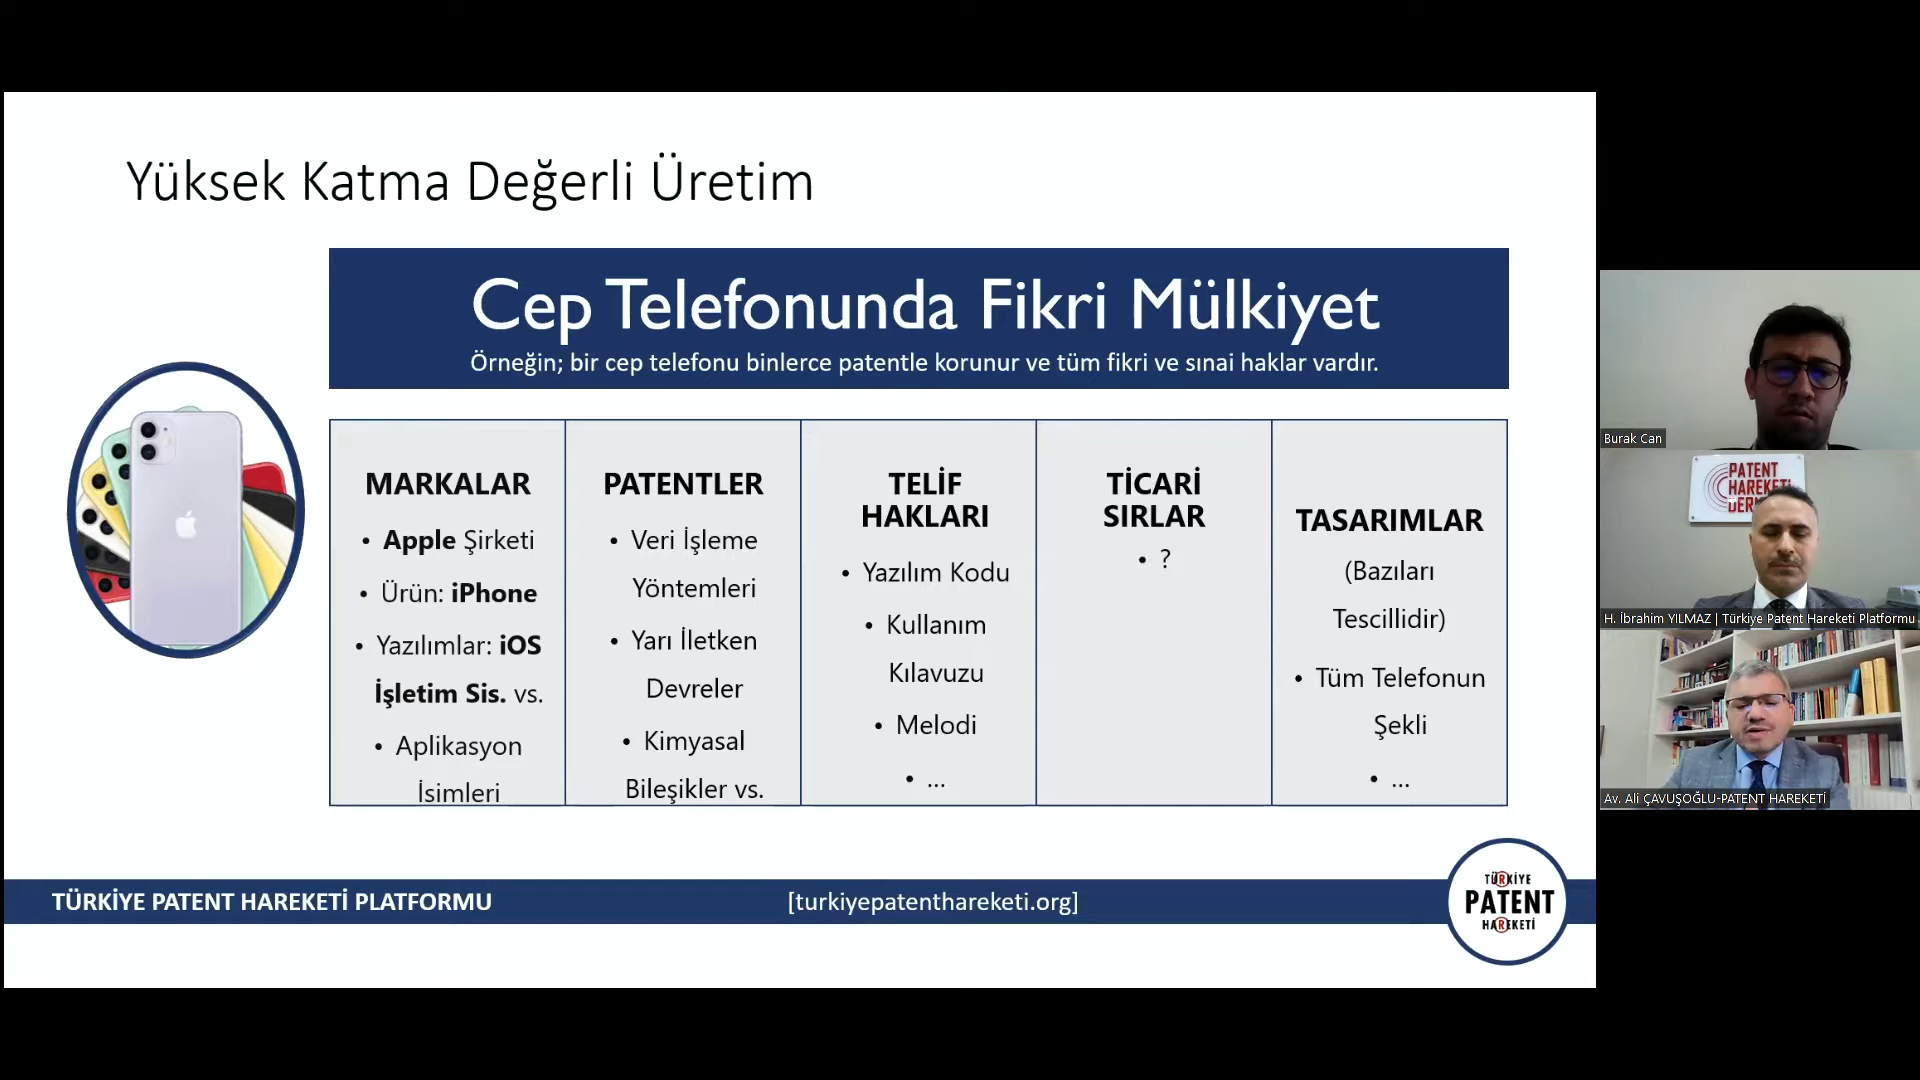 Yüksek Katma Değerli Üretim
Cep Telefonunda Fikri Mülkiyet
Örneğin; bir cep telefonu binlerce patentle korunur ve tüm fikri ve sınai haklar vardır.
MARKALAR
• Apple Şirketi
• Ürün: iPhone
• Yazılımlar: iOS
İşletim Sis. vs.
• Aplikasyon
İsimleri
PATENTLER
• Veri İşleme
Yöntemleri
• Yarı İletken
Devreler
• Kimyasal
Bileşikler vs.
TELİF
HAKLARI
• Yazılım Kodu
• Kullanım
Kılavuzu
• Melodi
• ...
TİCARİ
SIRLAR
• ?
TASARIMLAR
(Bazıları
Tescillidir)
• Tüm Telefonun
Şekli
• ...
TÜRKİYE PATENT HAREKETİ PLATFORMU
[turkiyepatenthareketi.org]
TÜRKİYE
PATENT
HAREKETİ
Burak Can
PATENT
HAREKETİ
DER
H. İbrahim YILMAZ | Türkiye Patent Hareketi Platformu
Av. Ali ÇAVUŞOĞLU-PATENT HAREKETİ